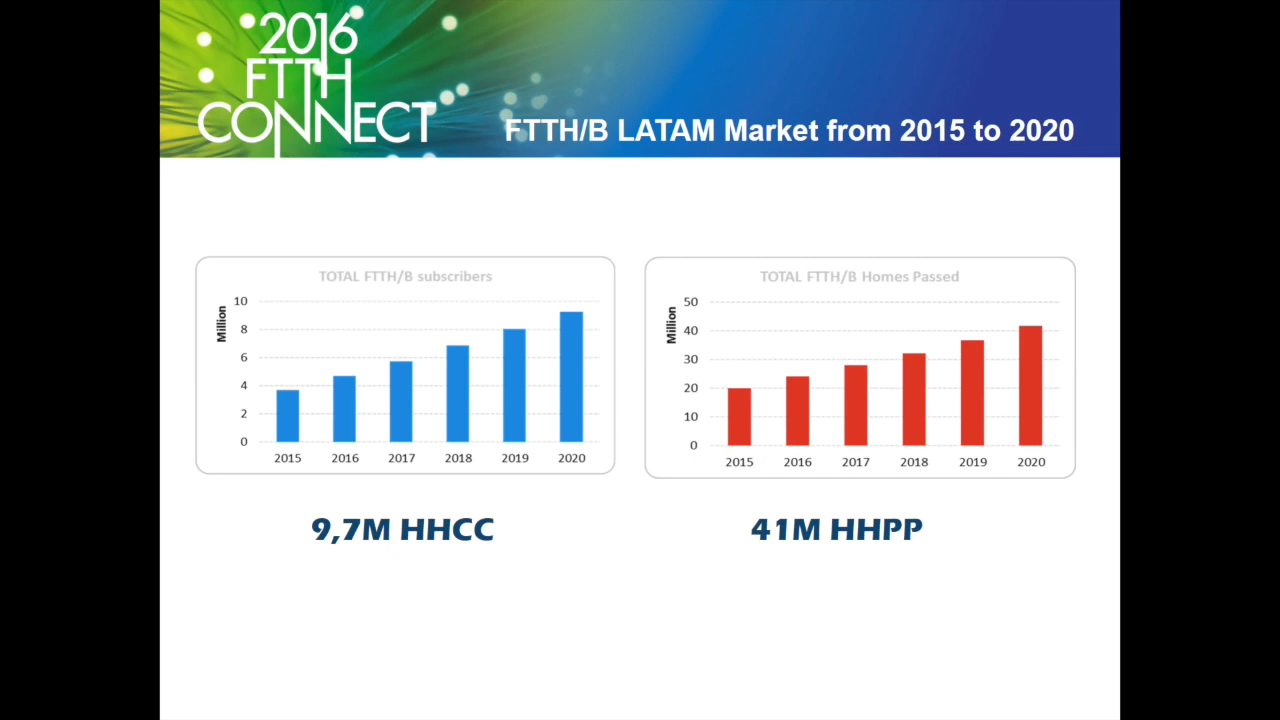 2016
FTTH
CONNECT
FTTH/B LATAM Market from 2015 to 2020
TOTAL FTTH/B subscribers
Million
10
8
6
4
2
0
2015 2016 2017 2018 2019 2020
9,7M HHCC
TOTAL FTTH/B Homes Passed
Million
50
40
30
20
10
0
2015 2016 2017 2018 2019 2020
41M HHPP